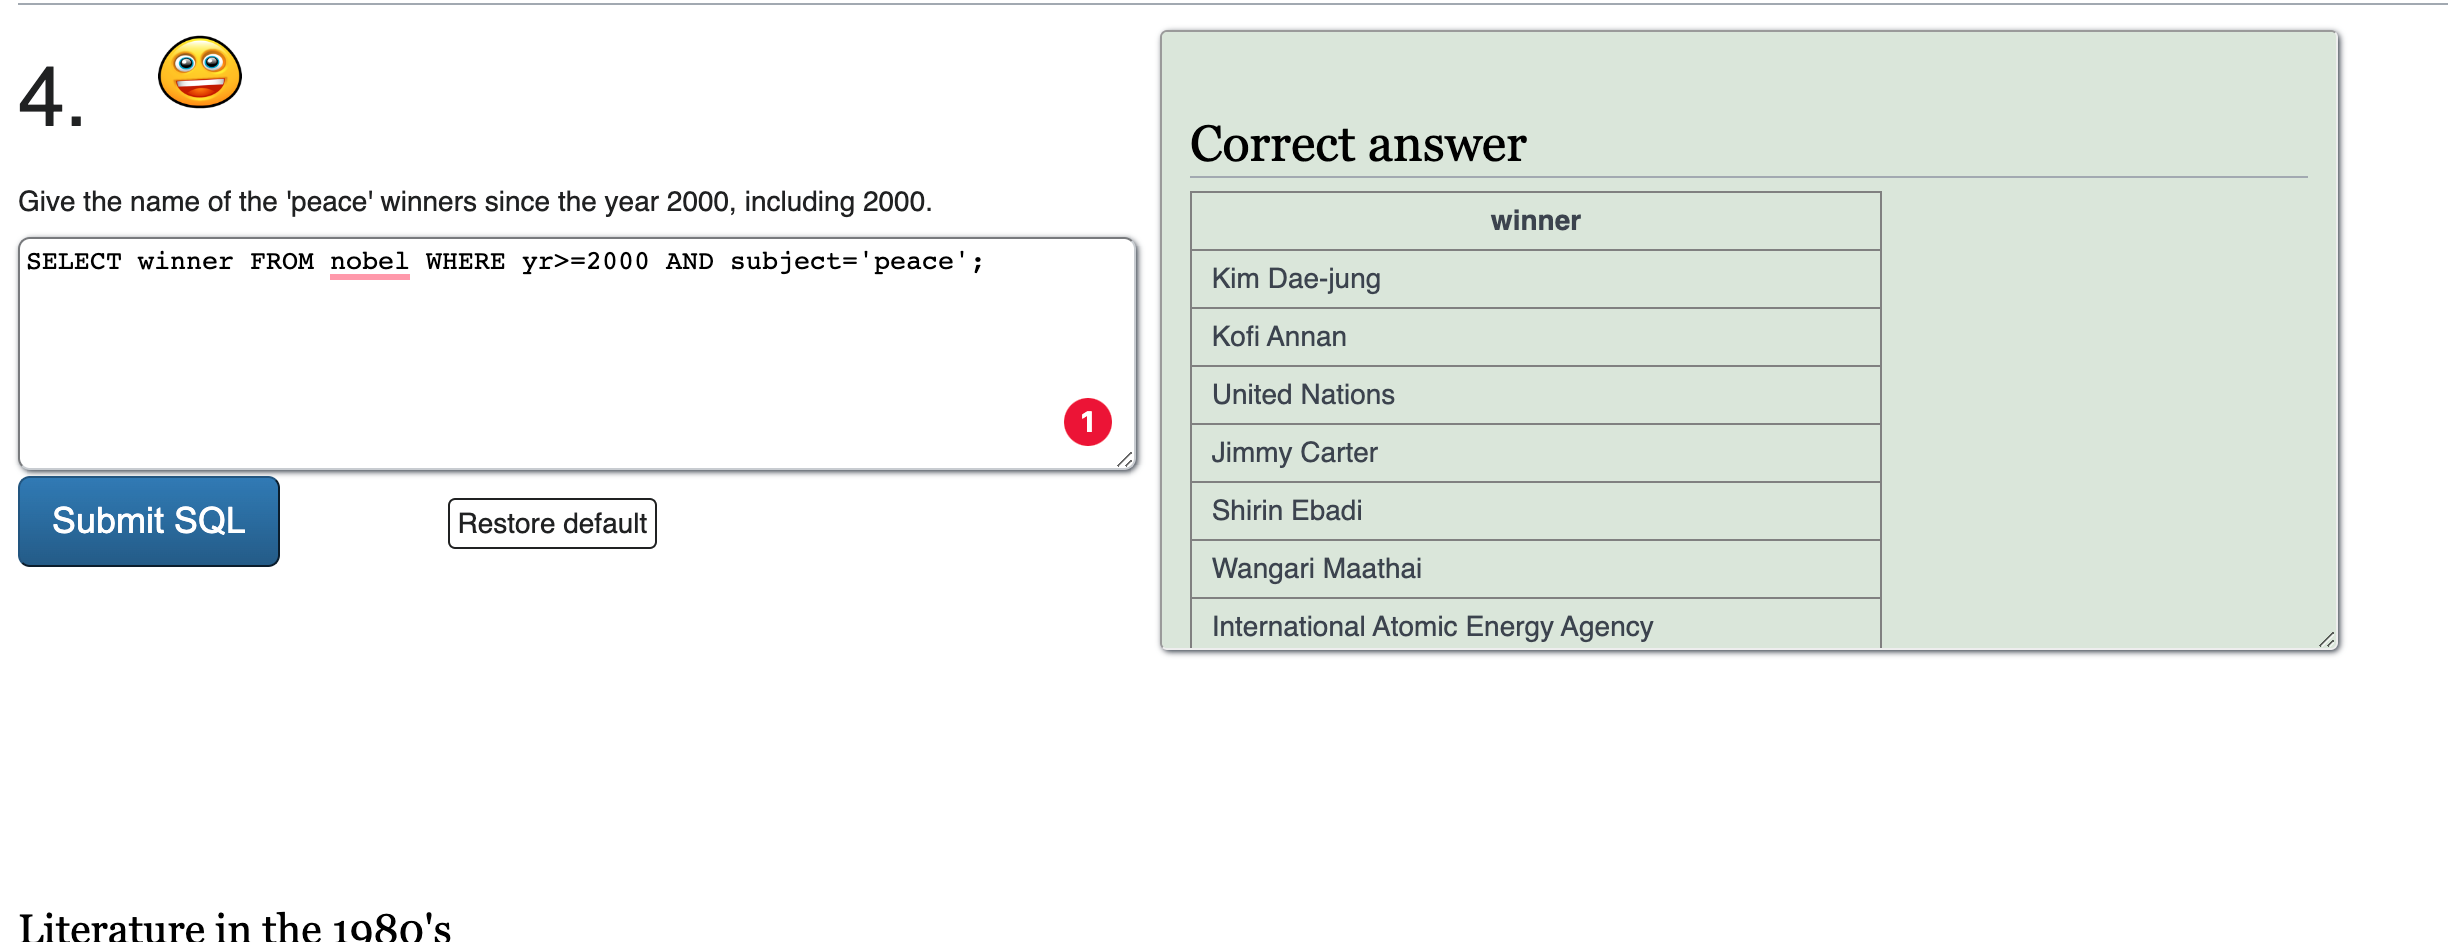 4.
Give the name of the 'peace' winners since the year 2000, including 2000.
SELECT winner FROM nobel WHERE yr>=2000 AND subject='peace';
1
Submit SQL
Restore default
Correct answer
winner
Kim Dae-jung
Kofi Annan
United Nations
Jimmy Carter
Shirin Ebadi
Wangari Maathai
International Atomic Energy Agency
Literature in the 1980's